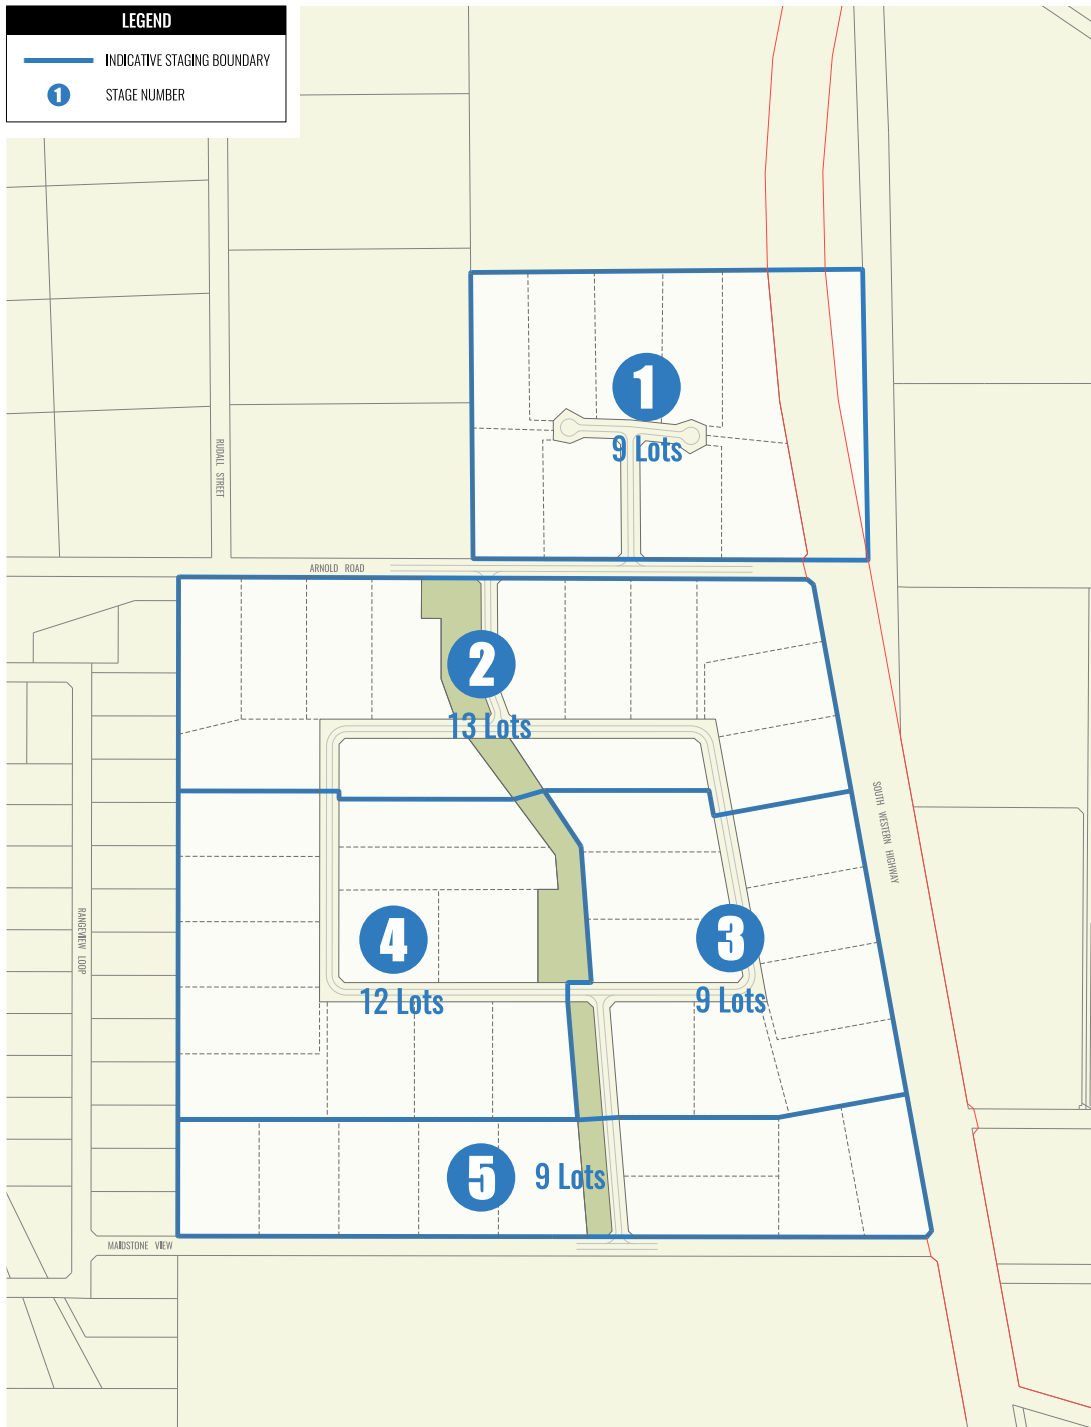 LEGEND
INDICATIVE STAGING BOUNDARY
1 STAGE NUMBER
1
9 Lots
RUDALL STREET
ARNOLD ROAD
2
13 Lots
SOUTH WESTERN HIGHWAY
RANGEVIEW LOOP
4
12 Lots
3
9 Lots
5
9 Lots
MAIDSTONE VIEW